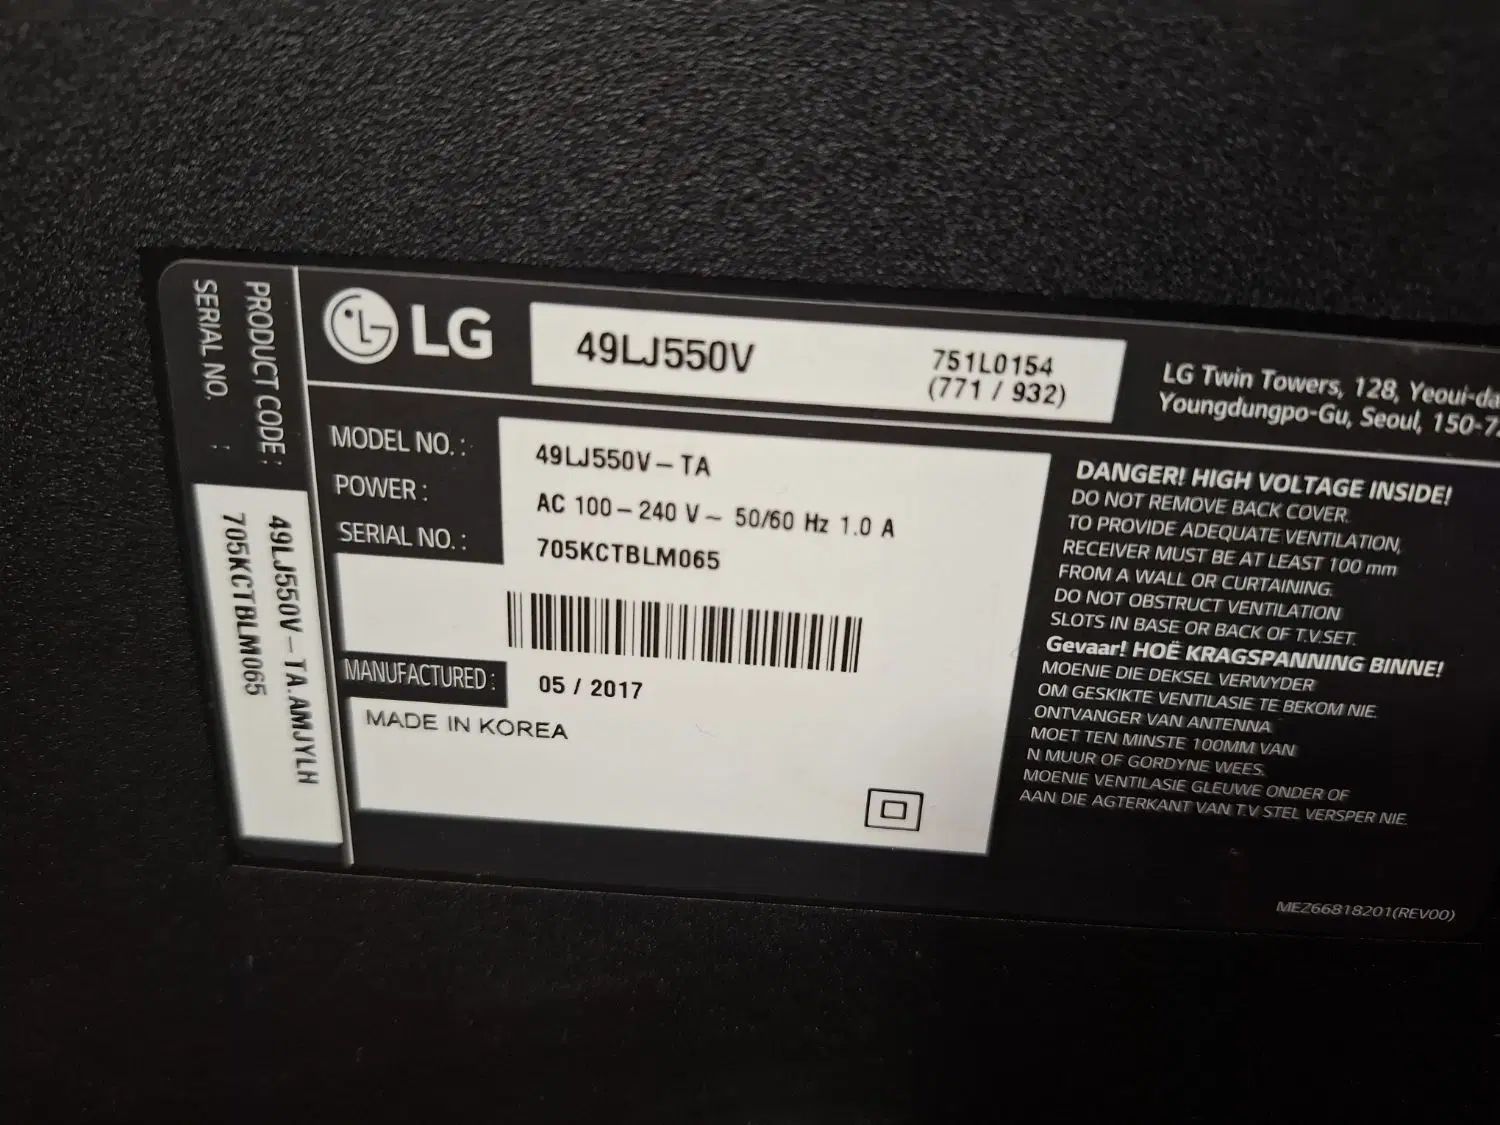 PRODUCT CODE :
SERIAL NO. :
49LJ550V – TA.AMJYLH
705KCTBLM065
LG
49LJ550V
751L0154
(771 / 932)
LG Twin Towers, 128, Yeoui-da
Youngdungpo-Gu, Seoul, 150-72
MODEL NO. : 49LJ550V – TA
POWER : AC 100 – 240 V ~ 50/60 Hz 1.0 A
SERIAL NO. : 705KCTBLM065
MANUFACTURED : 05 / 2017
MADE IN KOREA
DANGER! HIGH VOLTAGE INSIDE!
DO NOT REMOVE BACK COVER.
TO PROVIDE ADEQUATE VENTILATION,
RECEIVER MUST BE AT LEAST 100 mm
FROM A WALL OR CURTAINING.
DO NOT OBSTRUCT VENTILATION
SLOTS IN BASE OR BACK OF T.V.SET.
Gevaar! HOË KRAGSPANNING BINNE!
MOENIE DIE DEKSEL VERWYDER
OM GESKIKTE VENTILASIE TE BEKOM NIE.
ONTVANGER VAN ANTENNA
MOET TEN MINSTE 100MM VAN
N MUUR OF GORDYNE WEES.
MOENIE VENTILASIE GLEUWE ONDER OF
AAN DIE AGTERKANT VAN T.V STEL VERSPER NIE.
MEZ66818201(REV00)